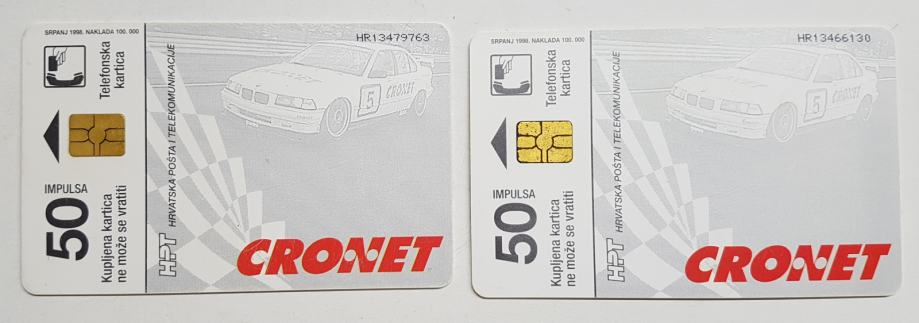 SRPANJ 1998. NAKLADA 100. 000
HR13479763
Telefonska
kartica
IMPULSA
50
Kupljena kartica
ne može se vratiti
HPT HRVATSKA POŠTA I TELEKOMUNIKACIJE
5 CRONET
CRONET
SRPANJ 1998. NAKLADA 100. 000
HR13466130
Telefonska
kartica
IMPULSA
50
Kupljena kartica
ne može se vratiti
HPT HRVATSKA POŠTA I TELEKOMUNIKACIJE
5 CRONET
CRONET